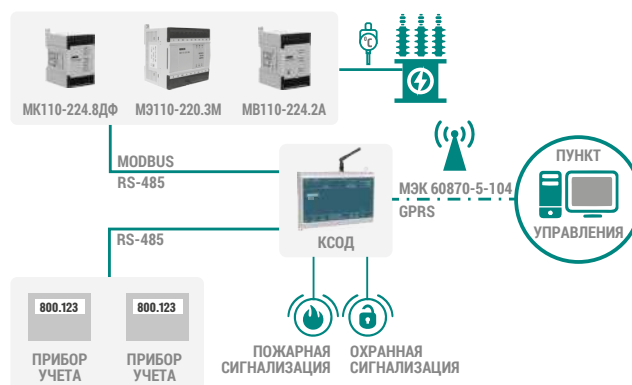 °C
МК110-224.8ДФ
МЭ110-220.3М
МВ110-224.2А
MODBUS
RS-485
МЭК 60870-5-104
GPRS
ПУНКТ
УПРАВЛЕНИЯ
КСОД
RS-485
800.123
800.123
ПРИБОР
УЧЕТА
ПРИБОР
УЧЕТА
ПОЖАРНАЯ
СИГНАЛИЗАЦИЯ
ОХРАННАЯ
СИГНАЛИЗАЦИЯ